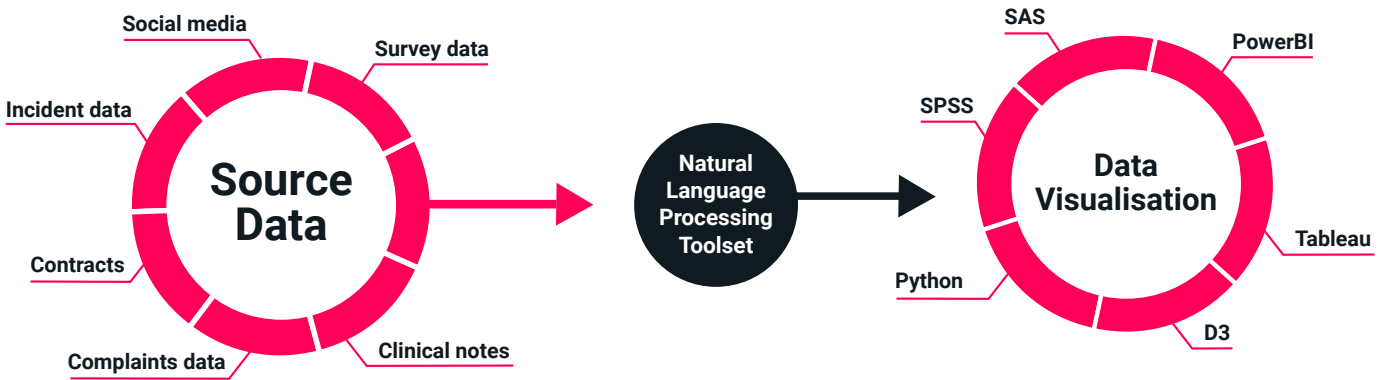 Social media
Survey data
Incident data
Source
Data
Contracts
Complaints data
Clinical notes
Natural
Language
Processing
Toolset
SAS
PowerBI
SPSS
Data
Visualisation
Tableau
Python
D3